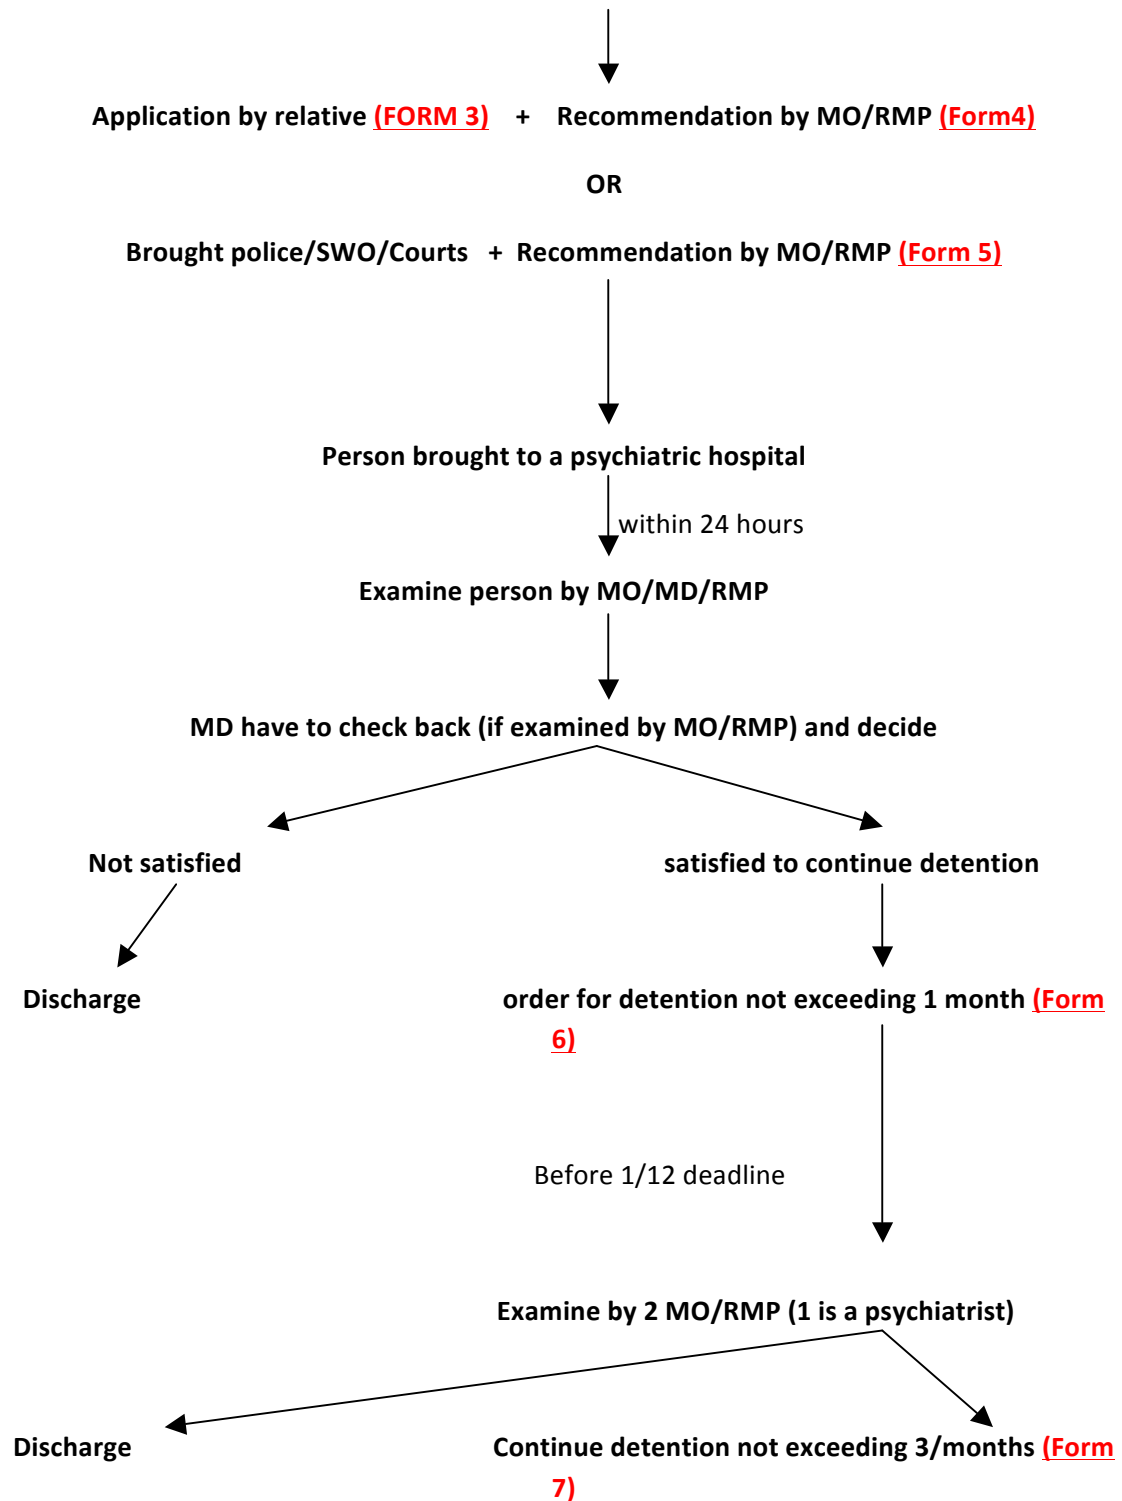 Application by relative (FORM 3) + Recommendation by MO/RMP (Form4)
OR
Brought police/SWO/Courts + Recommendation by MO/RMP (Form 5)
Person brought to a psychiatric hospital
within 24 hours
Examine person by MO/MD/RMP
MD have to check back (if examined by MO/RMP) and decide
Not satisfied
satisfied to continue detention
Discharge
order for detention not exceeding 1 month (Form
6)
Before 1/12 deadline
Examine by 2 MO/RMP (1 is a psychiatrist)
Discharge
Continue detention not exceeding 3/months (Form
7)